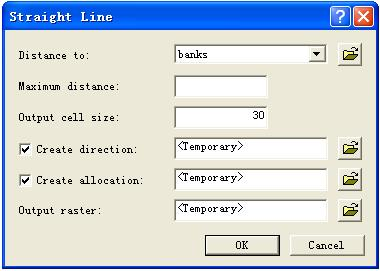 Straight Line
Distance to: banks
Maximum distance:
Output cell size: 30
Create direction: <Temporary>
Create allocation: <Temporary>
Output raster: <Temporary>
OK Cancel